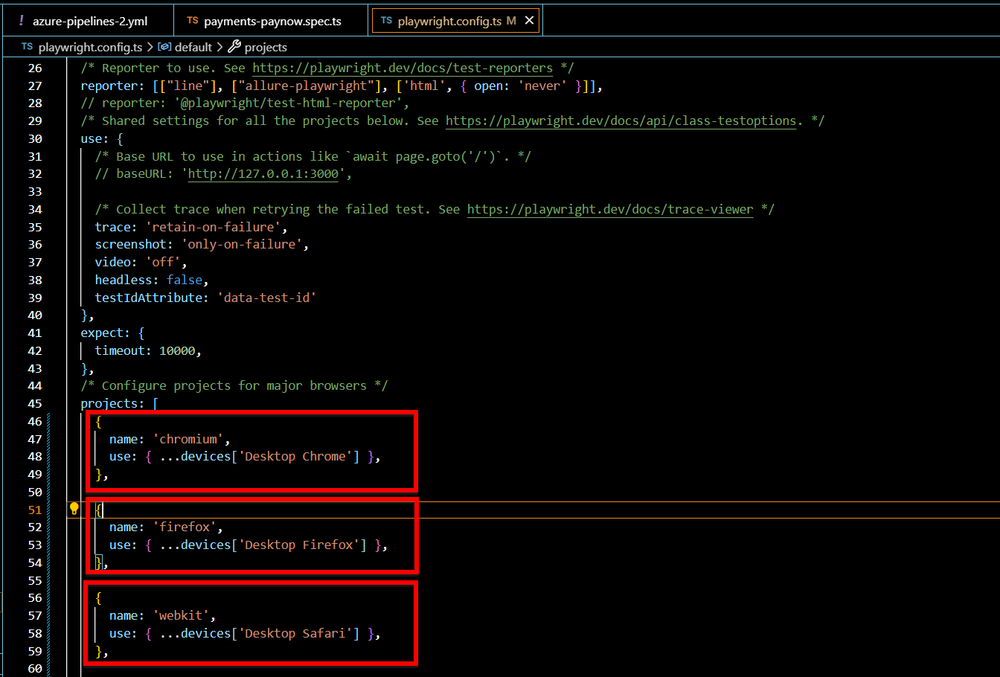 ! azure-pipelines-2.yml
TS payments-paynow.spec.ts
TS playwright.config.ts M ×
TS playwright.config.ts > default > projects
26 /* Reporter to use. See https://playwright.dev/docs/test-reporters */
27 reporter: [["line"], ["allure-playwright"], ['html', { open: 'never' }]],
28 // reporter: '@playwright/test-html-reporter',
29 /* Shared settings for all the projects below. See https://playwright.dev/docs/api/class-testoptions. */
30 use: {
31 /* Base URL to use in actions like `await page.goto('/')`. */
32 // baseURL: 'http://127.0.0.1:3000',
33
34 /* Collect trace when retrying the failed test. See https://playwright.dev/docs/trace-viewer */
35 trace: 'retain-on-failure',
36 screenshot: 'only-on-failure',
37 video: 'off',
38 headless: false,
39 testIdAttribute: 'data-test-id'
40 },
41 expect: {
42 timeout: 10000,
43 },
44 /* Configure projects for major browsers */
45 projects: [
46 {
47 name: 'chromium',
48 use: { ...devices['Desktop Chrome'] },
49 },
50
51 {
52 name: 'firefox',
53 use: { ...devices['Desktop Firefox'] },
54 },
55
56 {
57 name: 'webkit',
58 use: { ...devices['Desktop Safari'] },
59 },
60